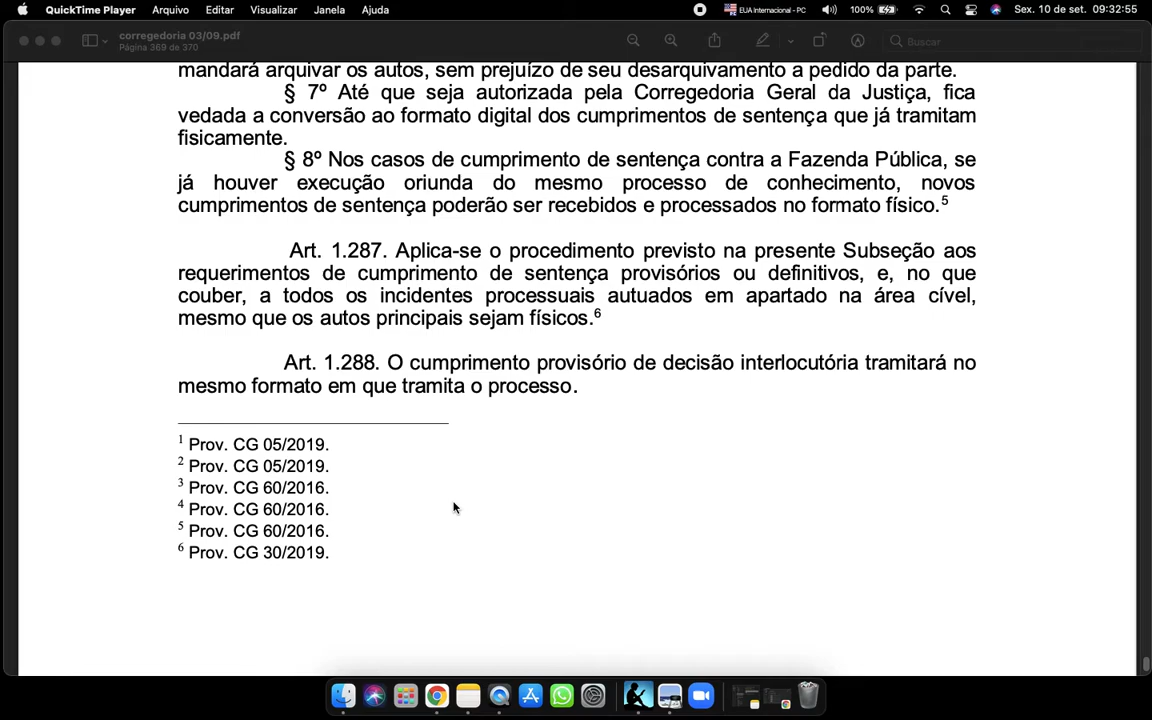 QuickTime Player Arquivo Editar Visualizar Janela Ajuda EUA Internacional - PC 100% Sex. 10 de set. 09:32:55
corregedoria 03/09.pdf
Página 369 de 370
Buscar
mandará arquivar os autos, sem prejuízo de seu desarquivamento a pedido da parte.
§ 7º Até que seja autorizada pela Corregedoria Geral da Justiça, fica
vedada a conversão ao formato digital dos cumprimentos de sentença que já tramitam
fisicamente.
§ 8º Nos casos de cumprimento de sentença contra a Fazenda Pública, se
já houver execução oriunda do mesmo processo de conhecimento, novos
cumprimentos de sentença poderão ser recebidos e processados no formato físico.5
Art. 1.287. Aplica-se o procedimento previsto na presente Subseção aos
requerimentos de cumprimento de sentença provisórios ou definitivos, e, no que
couber, a todos os incidentes processuais autuados em apartado na área cível,
mesmo que os autos principais sejam físicos.6
Art. 1.288. O cumprimento provisório de decisão interlocutória tramitará no
mesmo formato em que tramita o processo.
1 Prov. CG 05/2019.
2 Prov. CG 05/2019.
3 Prov. CG 60/2016.
4 Prov. CG 60/2016.
5 Prov. CG 60/2016.
6 Prov. CG 30/2019.